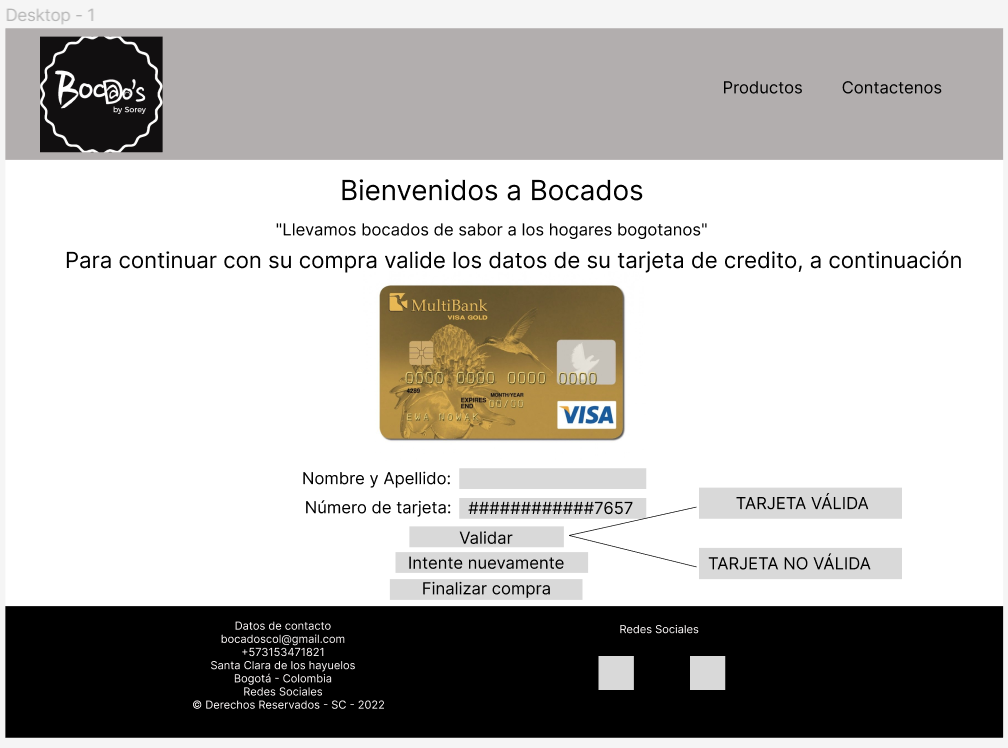 Desktop - 1
Bocado's
by Sorey
Productos
Contactenos
Bienvenidos a Bocados
"Llevamos bocados de sabor a los hogares bogotanos"
Para continuar con su compra valide los datos de su tarjeta de credito, a continuación
MultiBank
VISA GOLD
0000 0000 0000 0000
4289
EXPIRES
END
MONTH/YEAR
00/00
EWA NOWAK
VISA
Nombre y Apellido:
Número de tarjeta: ############7657
Validar
Intente nuevamente
Finalizar compra
TARJETA VÁLIDA
TARJETA NO VÁLIDA
Datos de contacto
bocadoscol@gmail.com
+573153471821
Santa Clara de los hayuelos
Bogotá - Colombia
Redes Sociales
© Derechos Reservados - SC - 2022
Redes Sociales